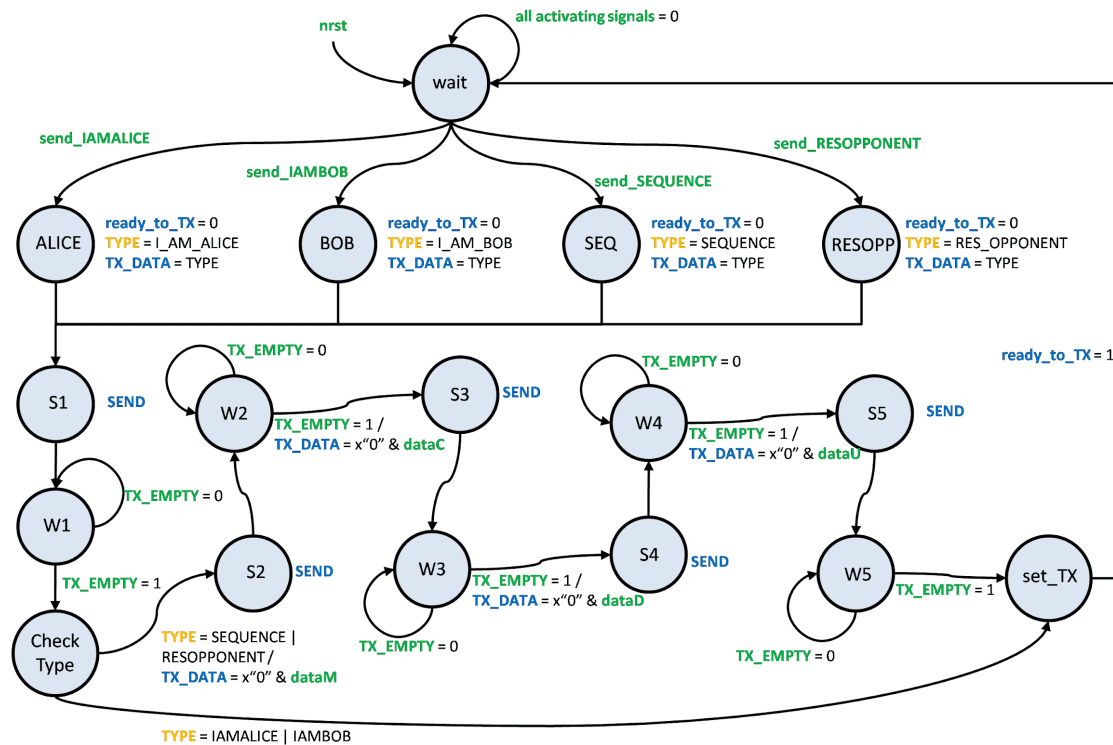 all activating signals = 0
nrst
wait
send_IAMALICE
send_RESOPPONENT
send_IAMBOB
send_SEQUENCE
ALICE
ready_to_TX = 0
TYPE = I_AM_ALICE
TX_DATA = TYPE
BOB
ready_to_TX = 0
TYPE = I_AM_BOB
TX_DATA = TYPE
SEQ
ready_to_TX = 0
TYPE = SEQUENCE
TX_DATA = TYPE
RESOPP
ready_to_TX = 0
TYPE = RES_OPPONENT
TX_DATA = TYPE
TX_EMPTY = 0
TX_EMPTY = 0
ready_to_TX = 1
S1
SEND
W2
S3
SEND
W4
S5
SEND
TX_EMPTY = 1 /
TX_DATA = x“0” & dataC
TX_EMPTY = 1 /
TX_DATA = x“0” & dataU
W1
TX_EMPTY = 0
TX_EMPTY = 1
S2
SEND
W3
S4
SEND
W5
set_TX
TX_EMPTY = 1 /
TX_DATA = x“0” & dataD
TX_EMPTY = 1
Check
Type
TYPE = SEQUENCE |
RESOPPONENT /
TX_DATA = x“0” & dataM
TX_EMPTY = 0
TX_EMPTY = 0
TYPE = IAMALICE | IAMBOB